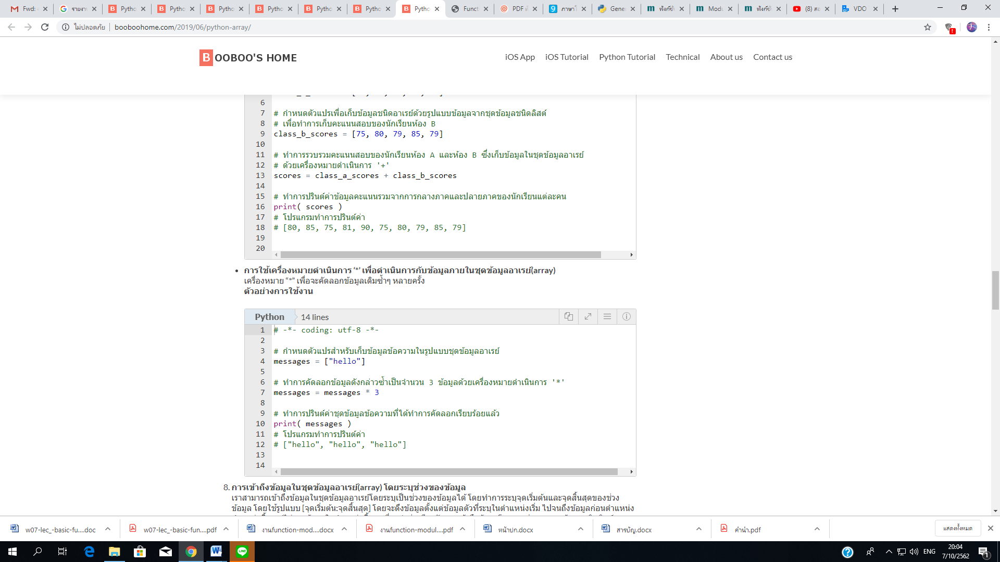 Fwd:
รายงา
Pytho
Pytho
Pytho
Pytho
Pytho
Pytho
Pytho
Funct
PDF
ภาษา
Gene
ฟังก์ชั
Modu
ฟังก์ชั
(8) สอ
VDO
ไม่ปลอดภัย
booboohome.com/2019/06/python-array/
BOOBOO'S HOME
iOS App iOS Tutorial Python Tutorial Technical About us Contact us
6
7 # กำหนดตัวแปรเพื่อเก็บข้อมูลชนิดอาเรย์ด้วยรูปแบบข้อมูลจากชุดข้อมูลชนิดลิสต์
8 # เพื่อทำการเก็บคะแนนสอบของนักเรียนห้อง B
9 class_b_scores = [75, 80, 79, 85, 79]
10
11 # ทำการรวบรวมคะแนนสอบของนักเรียนห้อง A และห้อง B ซึ่งเก็บข้อมูลในชุดข้อมูลอาเรย์
12 # ด้วยเครื่องหมายดำเนินการ '+'
13 scores = class_a_scores + class_b_scores
14
15 # ทำการปรินต์ค่าข้อมูลคะแนนรวมจากการกลางภาคและปลายภาคของนักเรียนแต่ละคน
16 print( scores )
17 # โปรแกรมทำการปรินต์ค่า
18 # [80, 85, 75, 81, 90, 75, 80, 79, 85, 79]
19
20
• การใช้เครื่องหมายดำเนินการ ‘*’ เพื่อดำเนินการกับข้อมูลภายในชุดข้อมูลอาเรย์(array)
เครื่องหมาย “*” เพื่อจะคัดลอกข้อมูลเดิมซ้ำๆ หลายครั้ง
ตัวอย่างการใช้งาน
Python 14 lines
1 # -*- coding: utf-8 -*-
2
3 # กำหนดตัวแปรสำหรับเก็บข้อมูลข้อความในรูปแบบชุดข้อมูลอาเรย์
4 messages = ["hello"]
5
6 # ทำการคัดลอกข้อมูลดังกล่าวซ้ำเป็นจำนวน 3 ข้อมูลด้วยเครื่องหมายดำเนินการ '*'
7 messages = messages * 3
8
9 # ทำการปรินต์ค่าชุดข้อมูลข้อความที่ได้ทำการคัดลอกเรียบร้อยแล้ว
10 print( messages )
11 # โปรแกรมทำการปรินต์ค่า
12 # ["hello", "hello", "hello"]
13
14
8. การเข้าถึงข้อมูลในชุดข้อมูลอาเรย์(array) โดยระบุช่วงของข้อมูล
เราสามารถเข้าถึงข้อมูลในชุดข้อมูลอาเรย์โดยระบุเป็นช่วงของข้อมูลได้ โดยทำการระบุจุดเริ่มต้นและจุดสิ้นสุดของช่วง
ข้อมูล โดยใช้รูปแบบ [จุดเริ่มต้น:จุดสิ้นสุด] โดยจะดึงข้อมูลตั้งแต่ข้อมูลตัวที่ระบุในตำแหน่งเริ่ม ไปจนถึงข้อมูลก่อนตำแหน่ง
w07-lec_-basic-fu....doc
w07-lec_-basic-fun....pdf
งานfunction-mod....docx
งานfunction-modul....pdf
หน้าปก.docx
สารบัญ.docx
คำนำ.pdf
แสดงทั้งหมด
LINE
ENG
20:04
7/10/2562
1